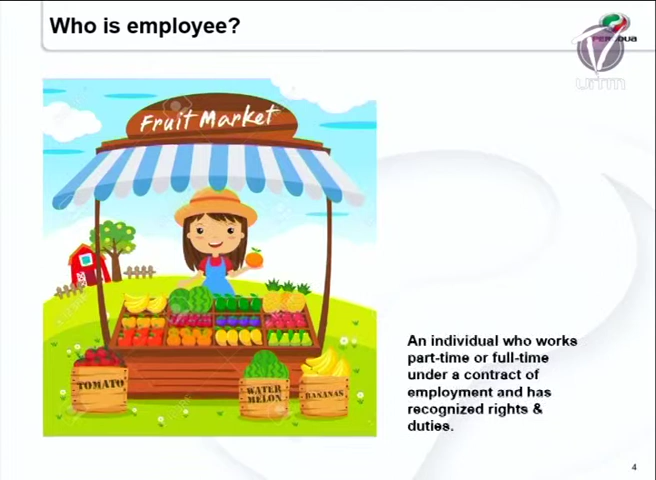 Who is employee?
Fruit Market
TOMATO
WATER
MELON
BANANAS
An individual who works
part-time or full-time
under a contract of
employment and has
recognized rights &
duties.
4